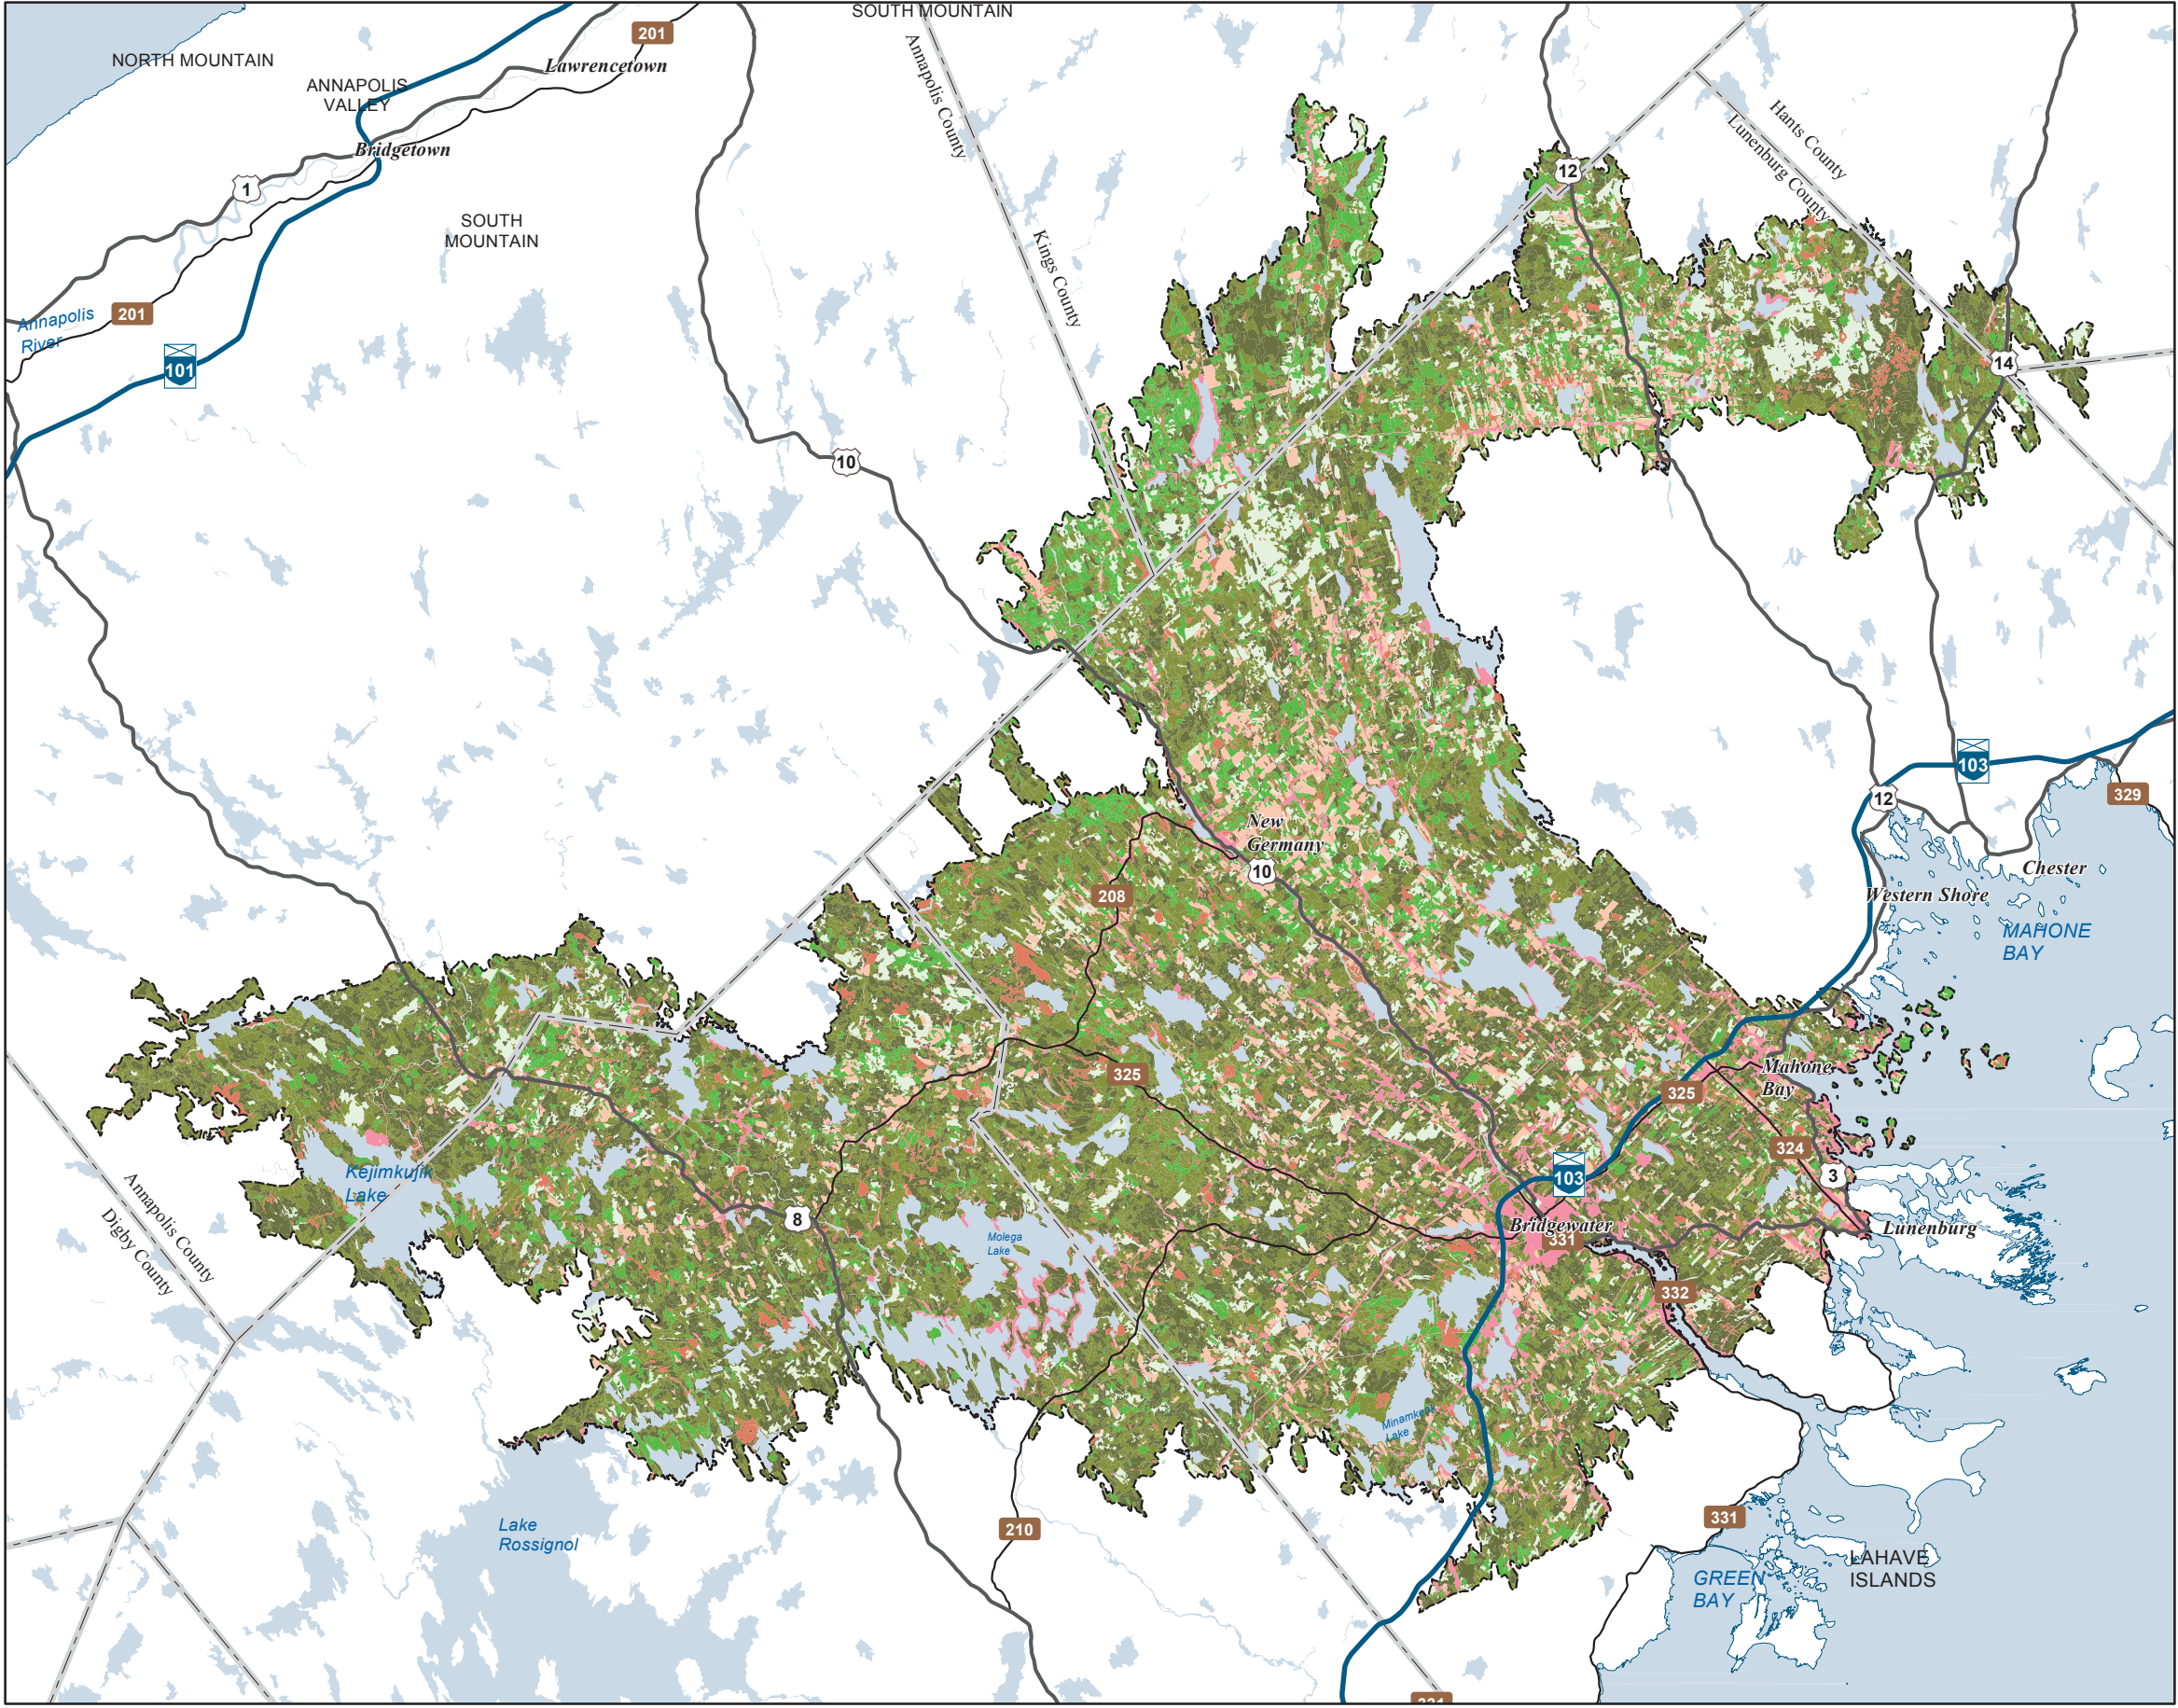 SOUTH MOUNTAIN
201
NORTH MOUNTAIN
Lawrencetown
ANNAPOLIS
VALLEY
Annapolis County
Hants County
Lunenburg County
Bridgetown
12
1
SOUTH
MOUNTAIN
Kings County
201
Annapolis
River
101
14
10
103
12
329
New
Germany
10
Chester
208
Western Shore
MAHONE
BAY
325
Mahone
Bay
325
324
3
103
Kejimkujik
Lake
Annapolis County
Digby County
8
Bridgewater
331
Lunenburg
Molega
Lake
332
Minamkeak
Lake
Lake
Rossignol
210
331
LAHAVE
ISLANDS
GREEN
BAY